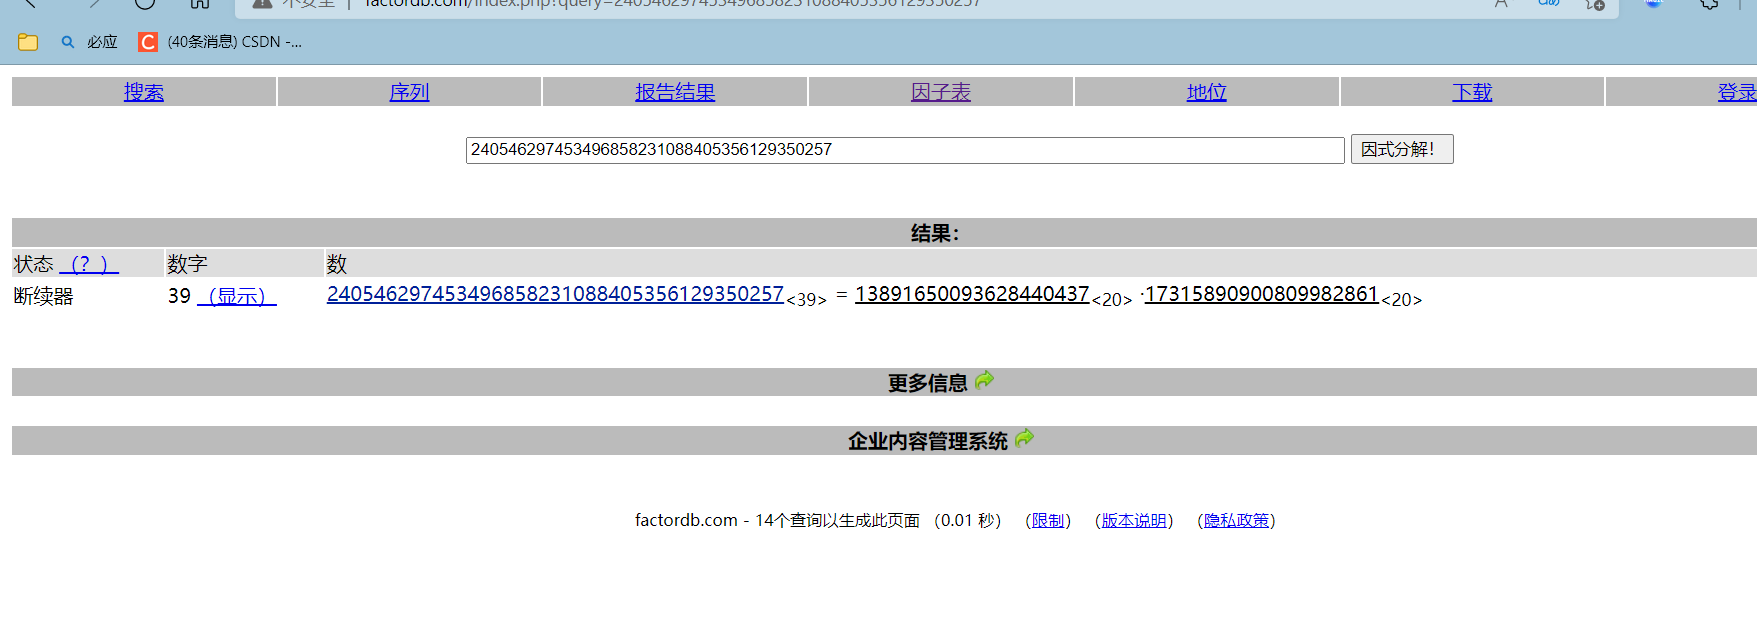 不安全 | factordb.com/index.php?query=240546297453496858231088405356129350257
必应 (40条消息) CSDN -...
搜索 序列 报告结果 因子表 地位 下载 登录
240546297453496858231088405356129350257 因式分解!
结果:
状态 (?) 数字 数
断续器 39 (显示) 240546297453496858231088405356129350257<39> = 13891650093628440437<20> ·17315890900809982861<20>
更多信息
企业内容管理系统
factordb.com - 14个查询以生成此页面 (0.01 秒) (限制) (版本说明) (隐私政策)